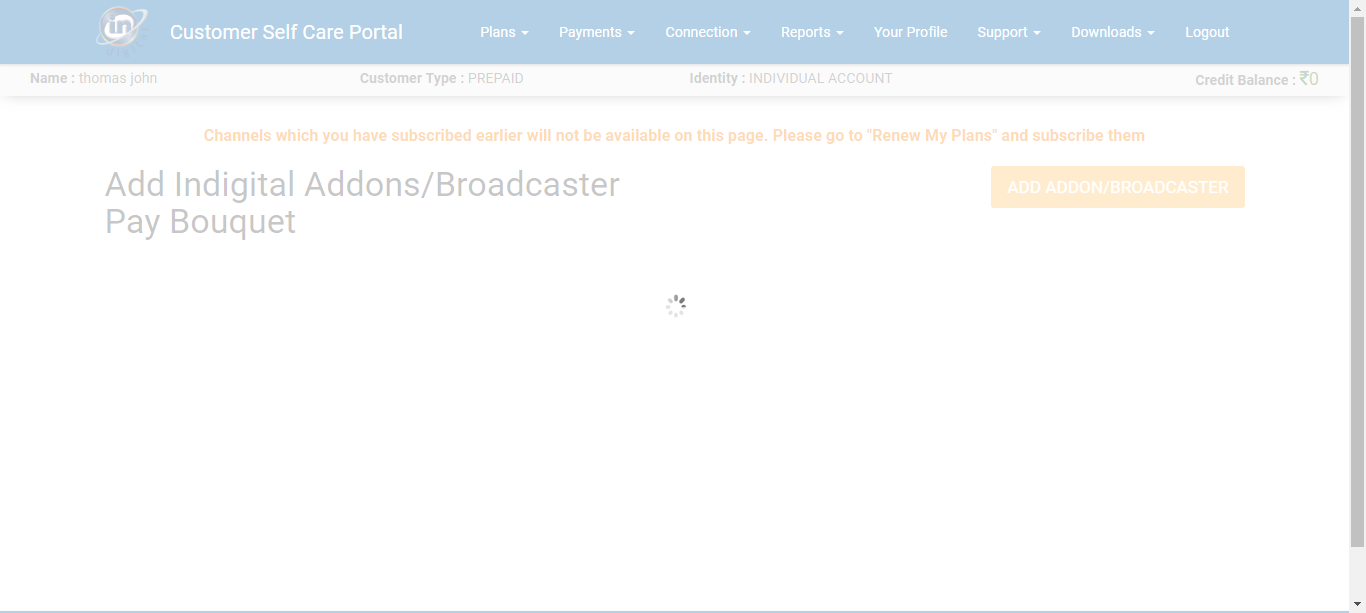 in
Customer Self Care Portal
Plans Payments Connection Reports Your Profile Support Downloads Logout
Name : thomas john Customer Type : PREPAID Identity : INDIVIDUAL ACCOUNT Credit Balance : ₹0
Channels which you have subscribed earlier will not be available on this page. Please go to "Renew My Plans" and subscribe them
Add Indigital Addons/Broadcaster
Pay Bouquet
ADD ADDON/BROADCASTER